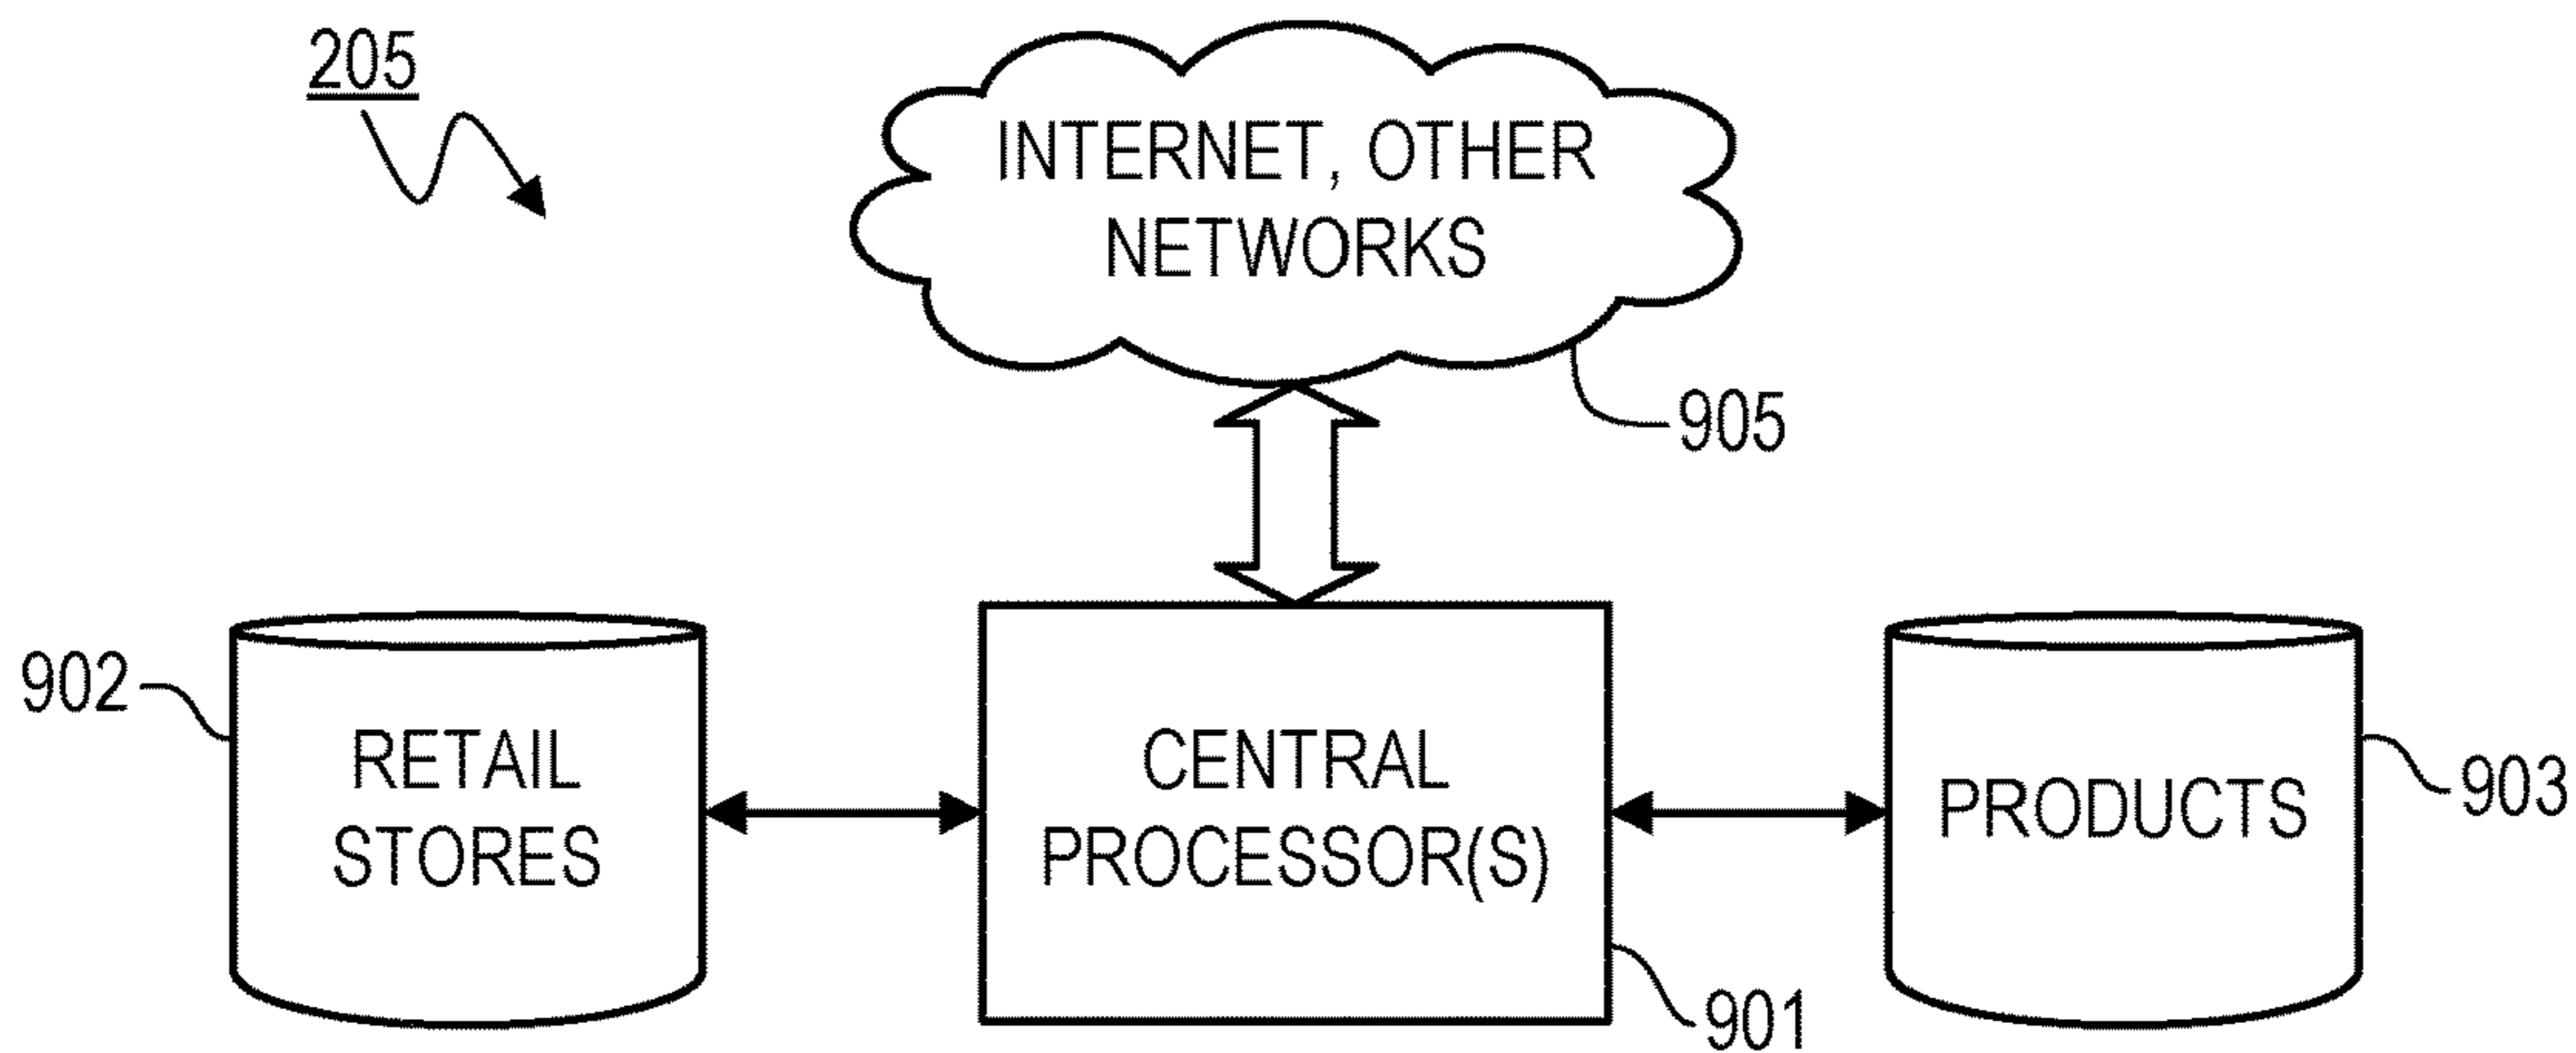 205
INTERNET, OTHER
NETWORKS
905
902
RETAIL
STORES
CENTRAL
PROCESSOR(S)
901
PRODUCTS
903